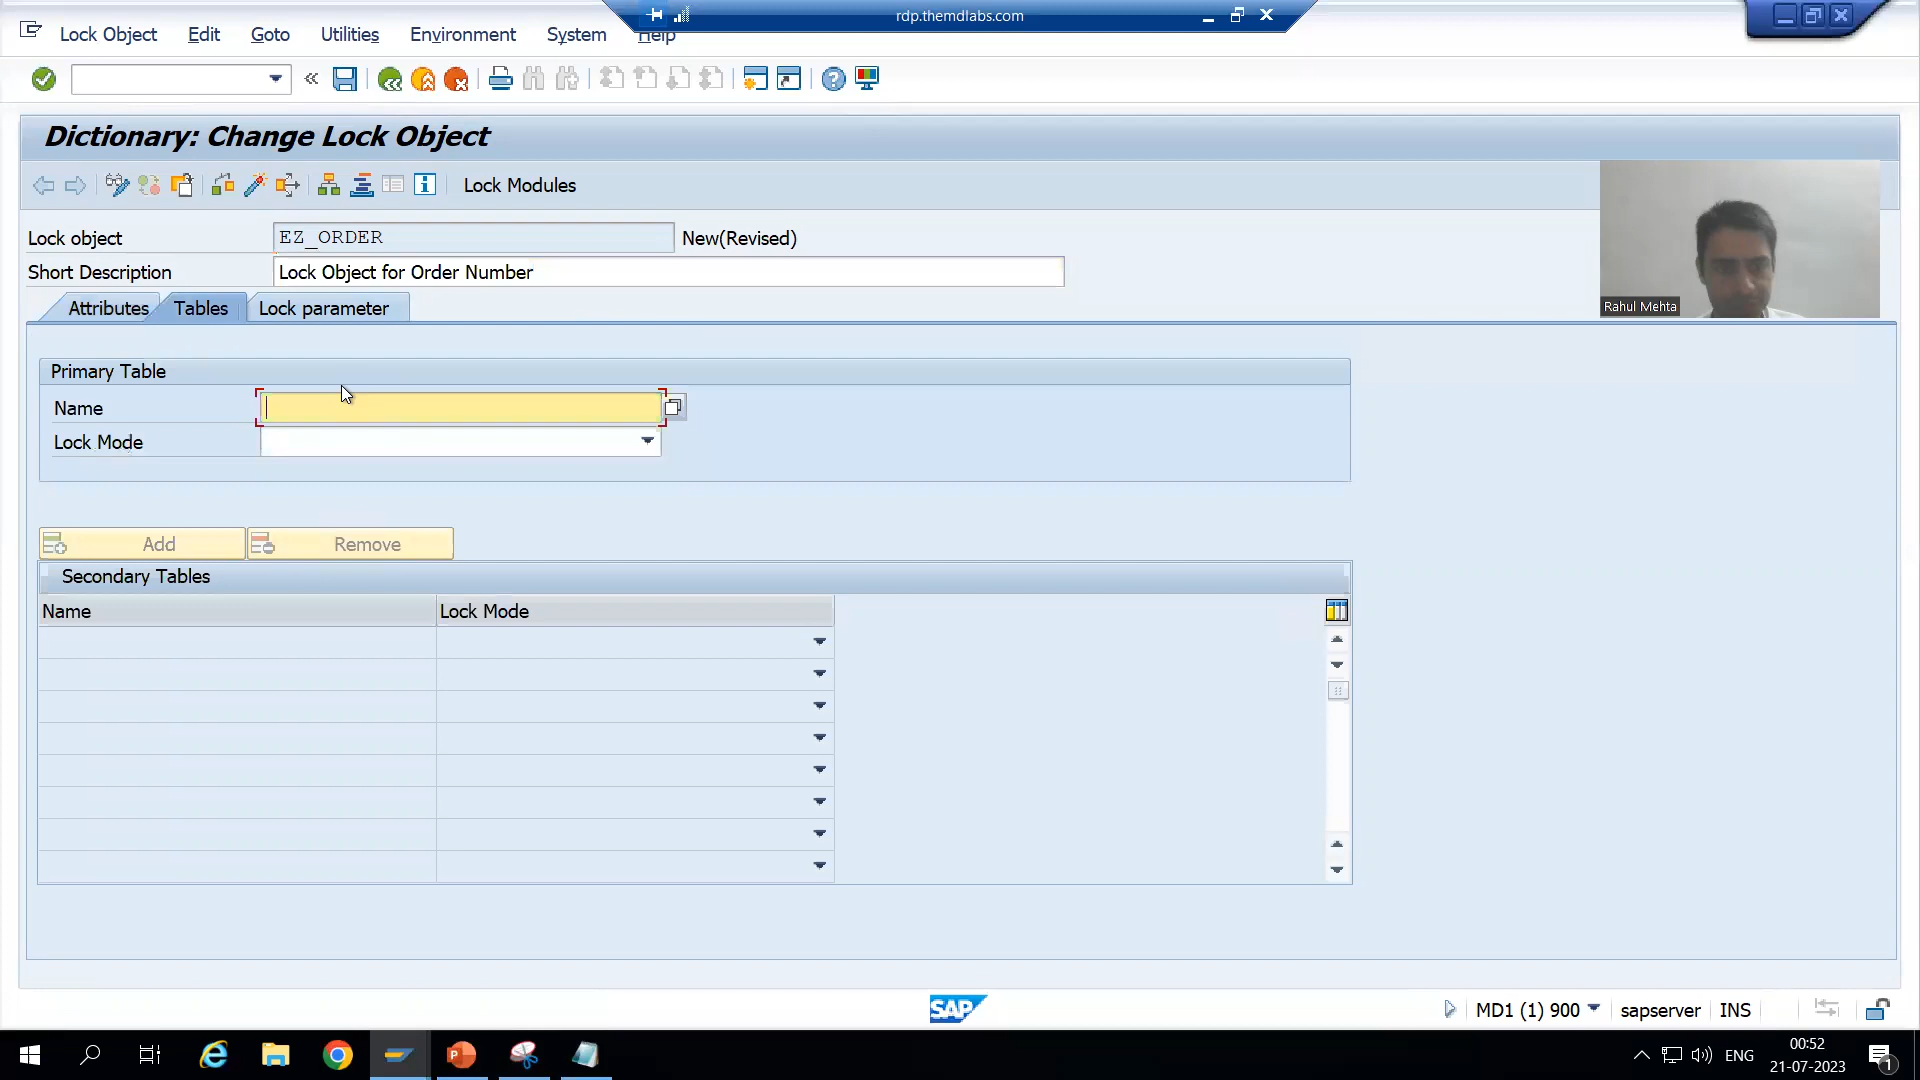 rdp.themdlabs.com
Lock Object Edit Goto Utilities Environment System Help
Dictionary: Change Lock Object
Lock Modules
Lock object EZ_ORDER New(Revised)
Short Description Lock Object for Order Number
Rahul Mehta
Attributes Tables Lock parameter
Primary Table
Name
Lock Mode
Add Remove
Secondary Tables
Name Lock Mode
SAP MD1 (1) 900 sapserver INS
ENG 00:52
21-07-2023
1